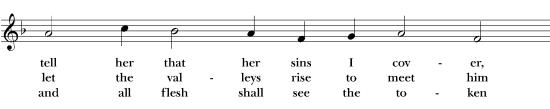 tell her that her sins I cov - er,
let the val - leys rise to meet him
and all flesh shall see the to - ken